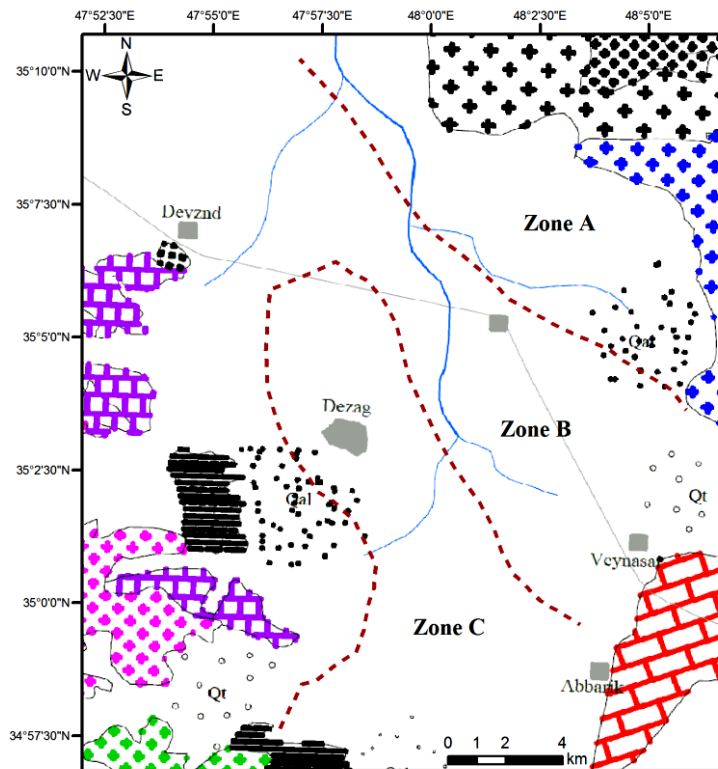 47°52'30"E 47°55'0"E 47°57'30"E 48°0'0"E 48°2'30"E 48°5'0"E
N
W E
S
35°10'0"N
35°7'30"N
35°5'0"N
35°2'30"N
35°0'0"N
34°57'30"N
Zone A
Devznd
Qal
Dezag
Zone B
Qal
Qt
Veynasar
Zone C
Abbarik
Qt
0 1 2 4
km